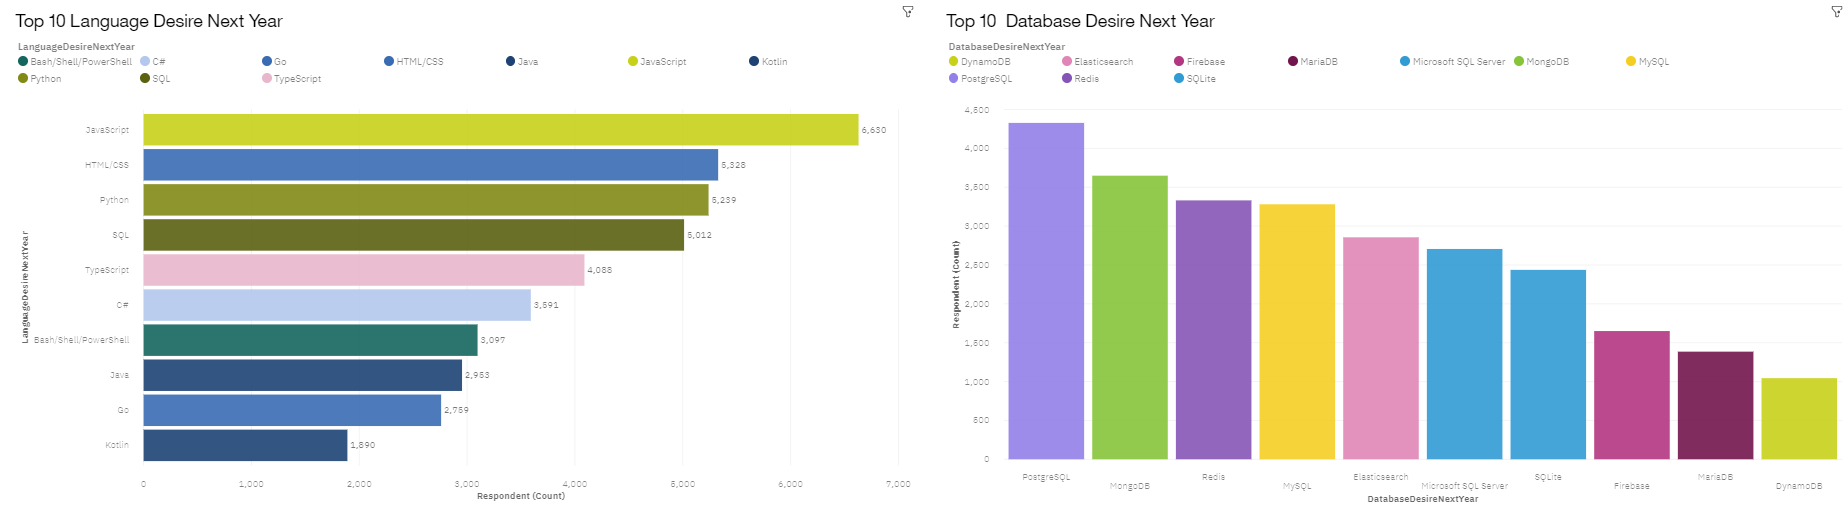 Top 10 Language Desire Next Year
LanguageDesireNextYear
Bash/Shell/PowerShell C# Go HTML/CSS Java JavaScript Kotlin
Python SQL TypeScript
LanguageDesireNextYear
JavaScript 6,630
HTML/CSS 5,328
Python 5,239
SQL 5,012
TypeScript 4,088
C# 3,591
Bash/Shell/PowerShell 3,097
Java 2,953
Go 2,759
Kotlin 1,890
0 1,000 2,000 3,000 4,000 5,000 6,000 7,000
Respondent (Count)
Top 10  Database Desire Next Year
DatabaseDesireNextYear
DynamoDB Elasticsearch Firebase MariaDB Microsoft SQL Server MongoDB MySQL
PostgreSQL Redis SQLite
Respondent (Count)
4,500
4,000
3,500
3,000
2,500
2,000
1,500
1,000
500
0
PostgreSQL MongoDB Redis MySQL Elasticsearch Microsoft SQL Server SQLite Firebase MariaDB DynamoDB
DatabaseDesireNextYear